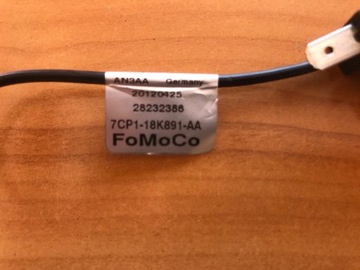 AN3AA Germany
20120425
28232386
7CP1-18K891-AA
FoMoCo